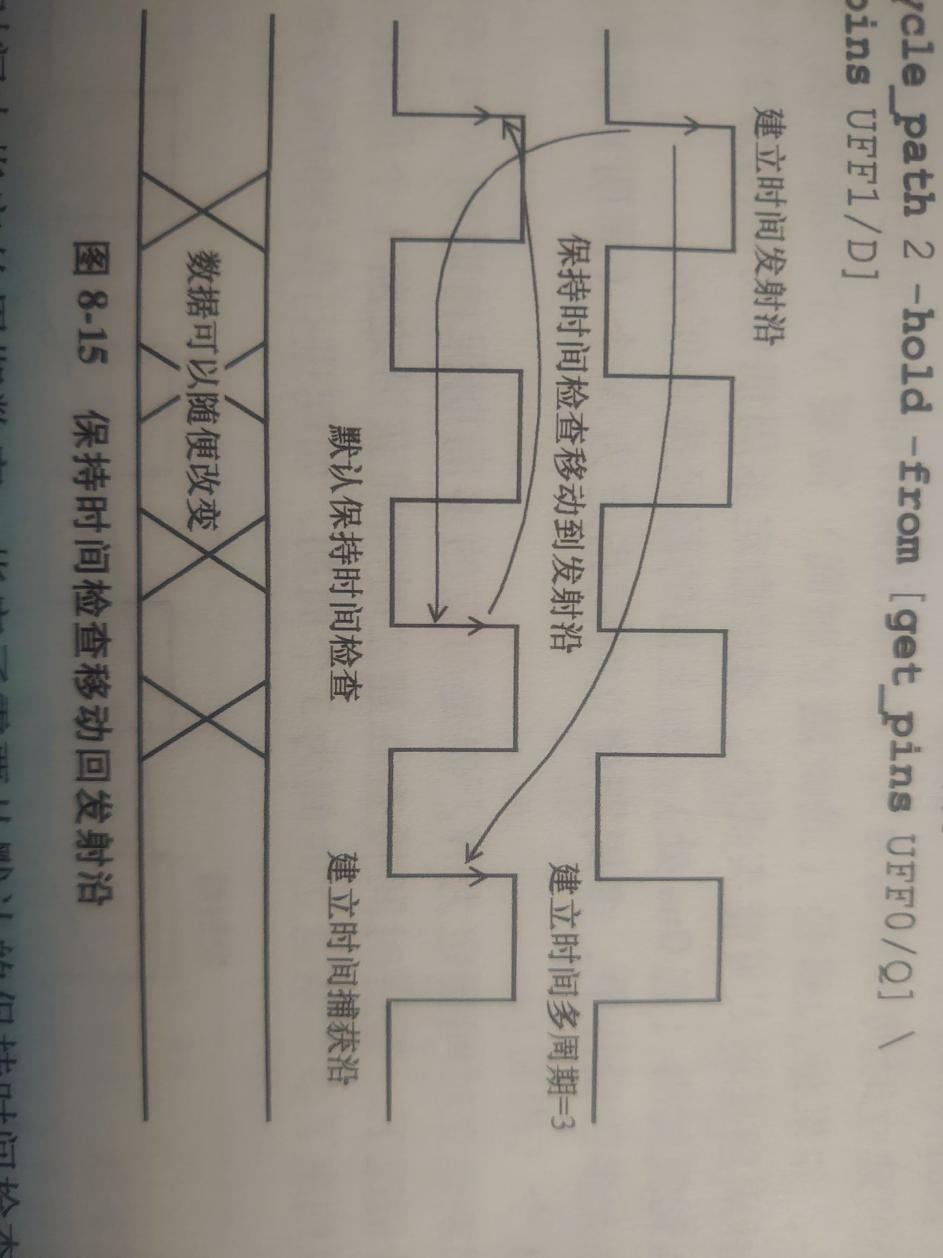 ycle_path 2 -hold -from [get_pins UFF0/Q] \
pins UFF1/D]
建立时间发射沿
保持时间检查移动到发射沿
建立时间多周期=3
默认保持时间检查
建立时间捕获沿
数据可以随便改变
图 8-15 保持时间检查移动回发射沿